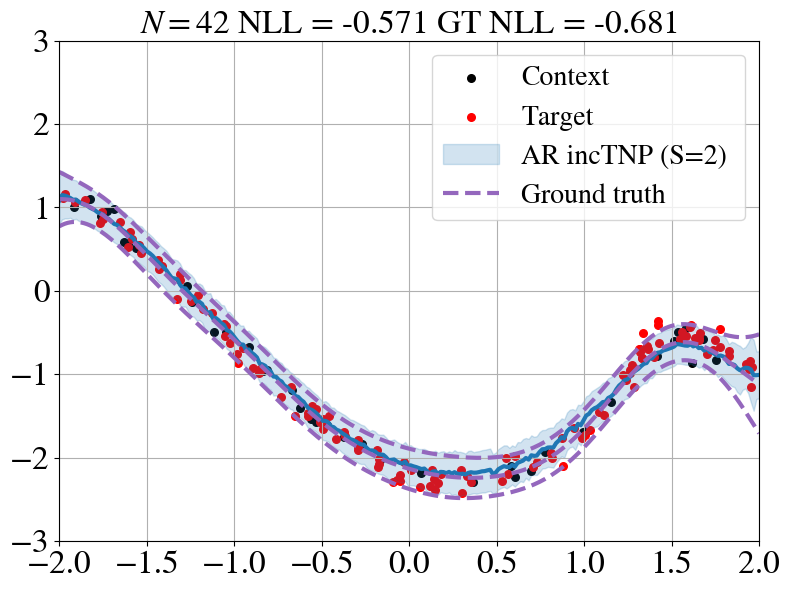 N = 42 NLL = -0.571 GT NLL = -0.681
3
2
1
0
−1
−2
−3
Context
Target
AR incTNP (S=2)
Ground truth
−2.0 −1.5 −1.0 −0.5 0.0 0.5 1.0 1.5 2.0